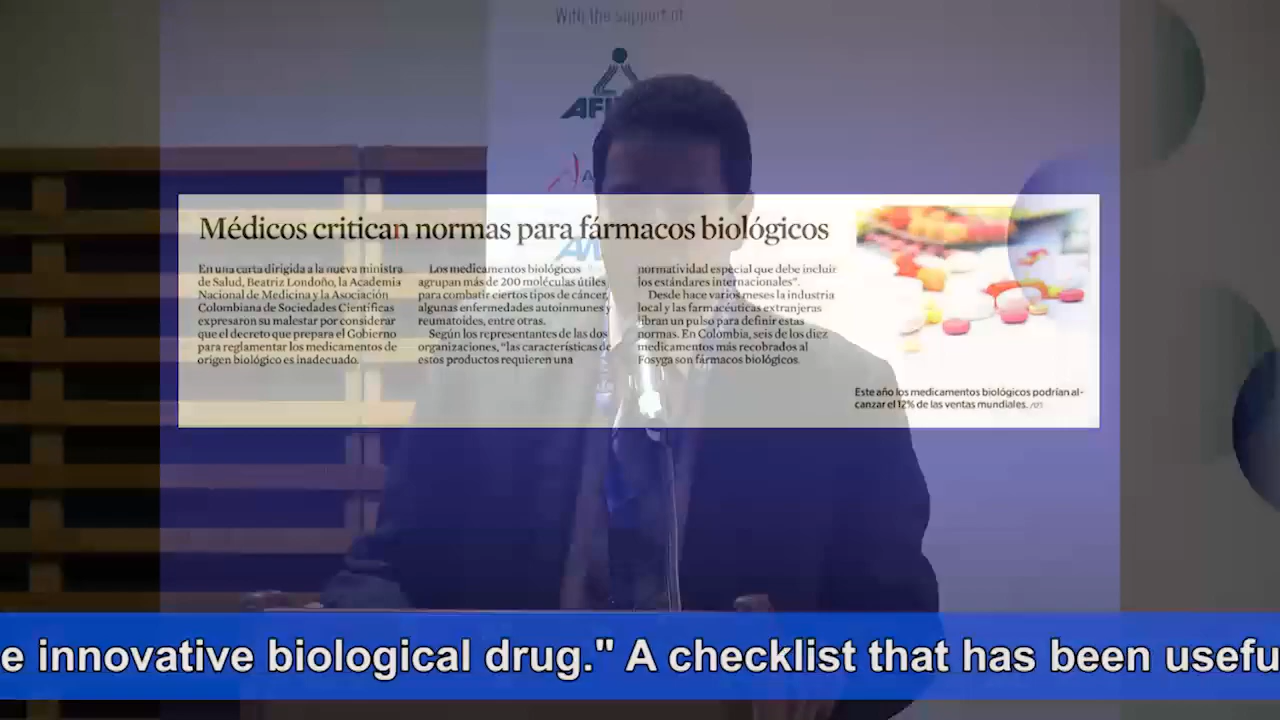 With the support of
AFI
A
Médicos critican normas para fármacos biológicos
En una carta dirigida a la nueva ministra
de Salud, Beatriz Londoño, la Academia
Nacional de Medicina y la Asociación
Colombiana de Sociedades Científicas
expresaron su malestar por considerar
que el decreto que prepara el Gobierno
para reglamentar los medicamentos de
origen biológico es inadecuado.
Los medicamentos biológicos
agrupan más de 200 moléculas útiles
para combatir ciertos tipos de cáncer,
algunas enfermedades autoinmunes y
reumatoides, entre otras.
Según los representantes de las dos
organizaciones, "las características de
estos productos requieren una
normatividad especial que debe incluir
los estándares internacionales".
Desde hace varios meses la industria
local y las farmacéuticas extranjeras
libran un pulso para definir estas
normas. En Colombia, seis de los diez
medicamentos más recobrados al
Fosyga son fármacos biológicos.
Este año los medicamentos biológicos podrían al-
canzar el 12% de las ventas mundiales.
e innovative biological drug." A checklist that has been usefu